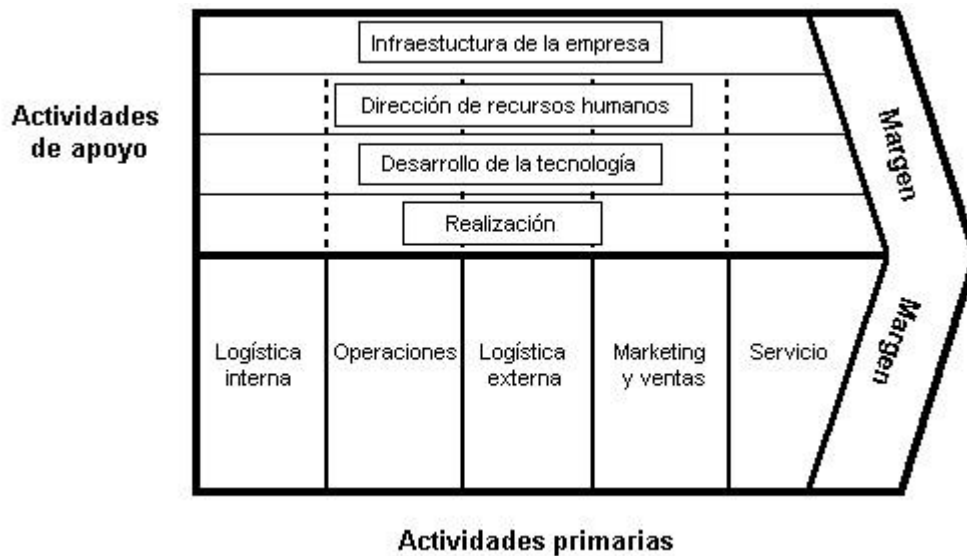 Infraestuctura de la empresa
Dirección de recursos humanos
Actividades
de apoyo
Desarrollo de la tecnología
Realización
Margen
Margen
Logística
interna
Operaciones
Logística
externa
Marketing
y ventas
Servicio
Actividades primarias